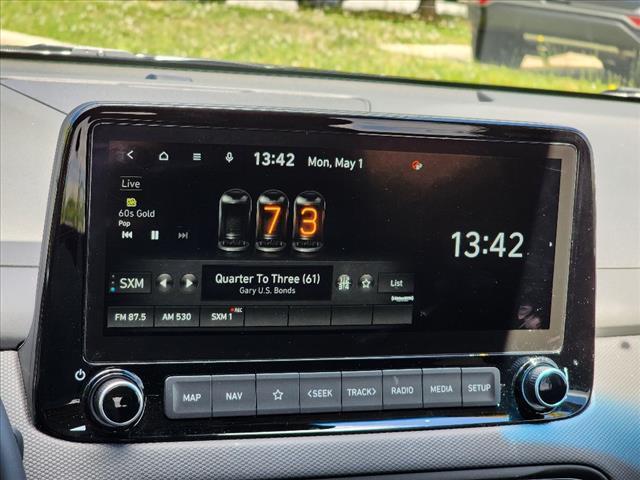 13:42 Mon, May 1
Live
60s Gold
Pop
73
13:42
SXM
Quarter To Three (61)
Gary U.S. Bonds
List
FM 87.5 AM 530 SXM 1 REC
MAP NAV <SEEK TRACK> RADIO MEDIA SETUP